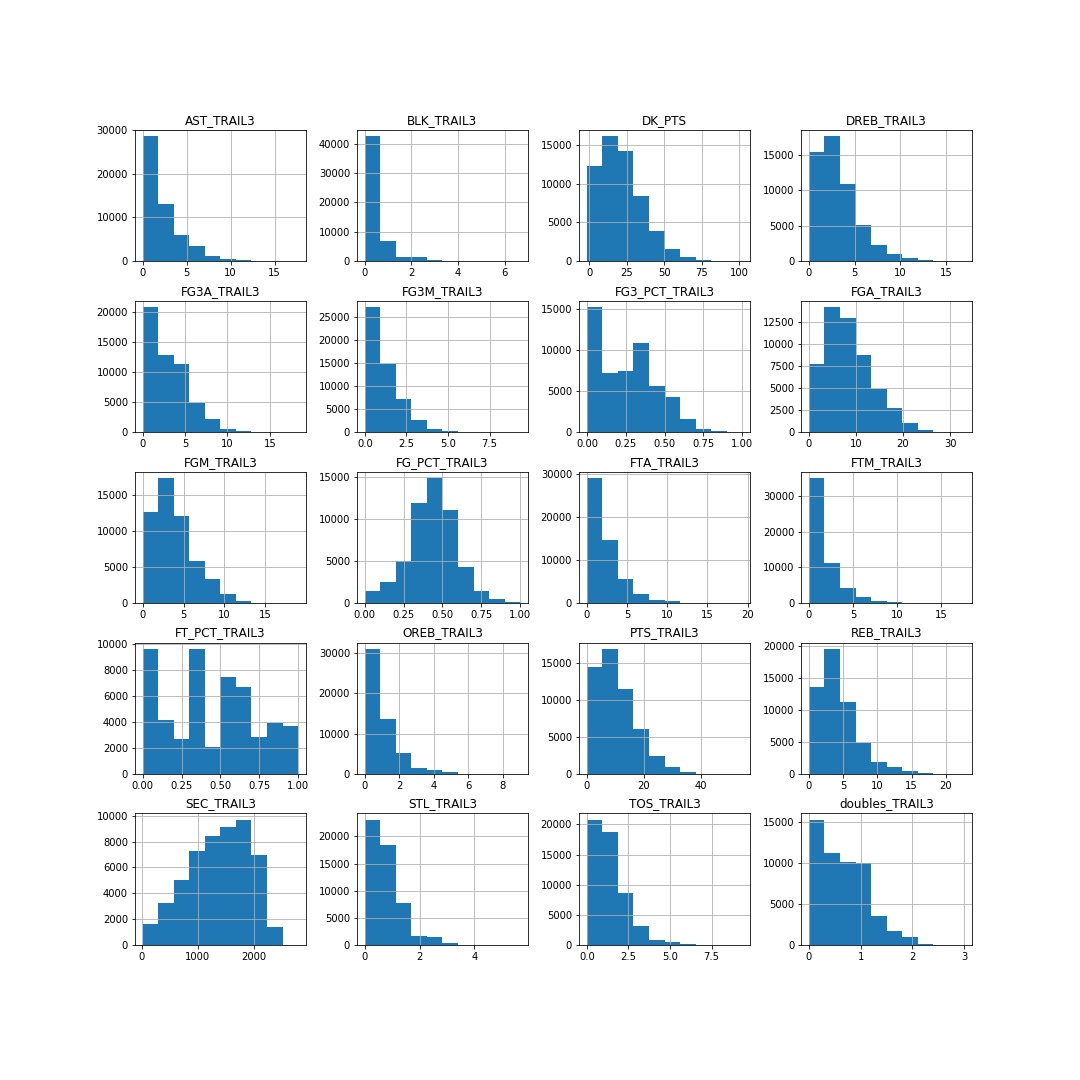 AST_TRAIL3 BLK_TRAIL3 DK_PTS DREB_TRAIL3
30000 20000 10000 0
0 5 10 15
40000 30000 20000 10000 0
0 2 4 6
15000 10000 5000 0
0 25 50 75 100
15000 10000 5000 0
0 5 10 15
FG3A_TRAIL3 FG3M_TRAIL3 FG3_PCT_TRAIL3 FGA_TRAIL3
20000 15000 10000 5000 0
0 5 10 15
25000 20000 15000 10000 5000 0
0.0 2.5 5.0 7.5
15000 10000 5000 0
0.00 0.25 0.50 0.75 1.00
12500 10000 7500 5000 2500 0
0 10 20 30
FGM_TRAIL3 FG_PCT_TRAIL3 FTA_TRAIL3 FTM_TRAIL3
15000 10000 5000 0
0 5 10 15
15000 10000 5000 0
0.00 0.25 0.50 0.75 1.00
30000 20000 10000 0
0 5 10 15 20
30000 20000 10000 0
0 5 10 15
FT_PCT_TRAIL3 OREB_TRAIL3 PTS_TRAIL3 REB_TRAIL3
10000 8000 6000 4000 2000 0
0.00 0.25 0.50 0.75 1.00
30000 20000 10000 0
0 2 4 6 8
15000 10000 5000 0
0 20 40
20000 15000 10000 5000 0
0 5 10 15 20
SEC_TRAIL3 STL_TRAIL3 TOS_TRAIL3 doubles_TRAIL3
10000 8000 6000 4000 2000 0
0 1000 2000
20000 15000 10000 5000 0
0 2 4
20000 15000 10000 5000 0
0.0 2.5 5.0 7.5
15000 10000 5000 0
0 1 2 3